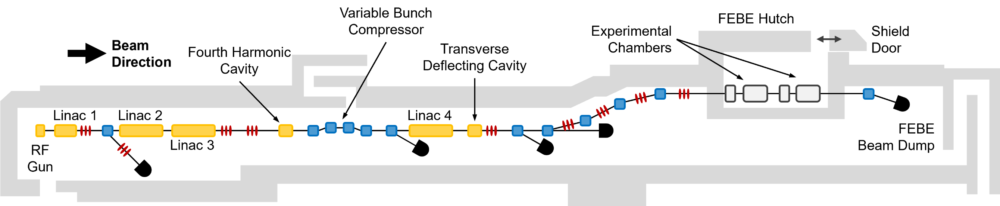 Variable Bunch
Compressor
FEBE Hutch
Experimental
Chambers
Shield
Door
Beam
Direction
Fourth Harmonic
Cavity
Transverse
Deflecting Cavity
Linac 1
Linac 2
Linac 4
Linac 3
RF
Gun
FEBE
Beam Dump